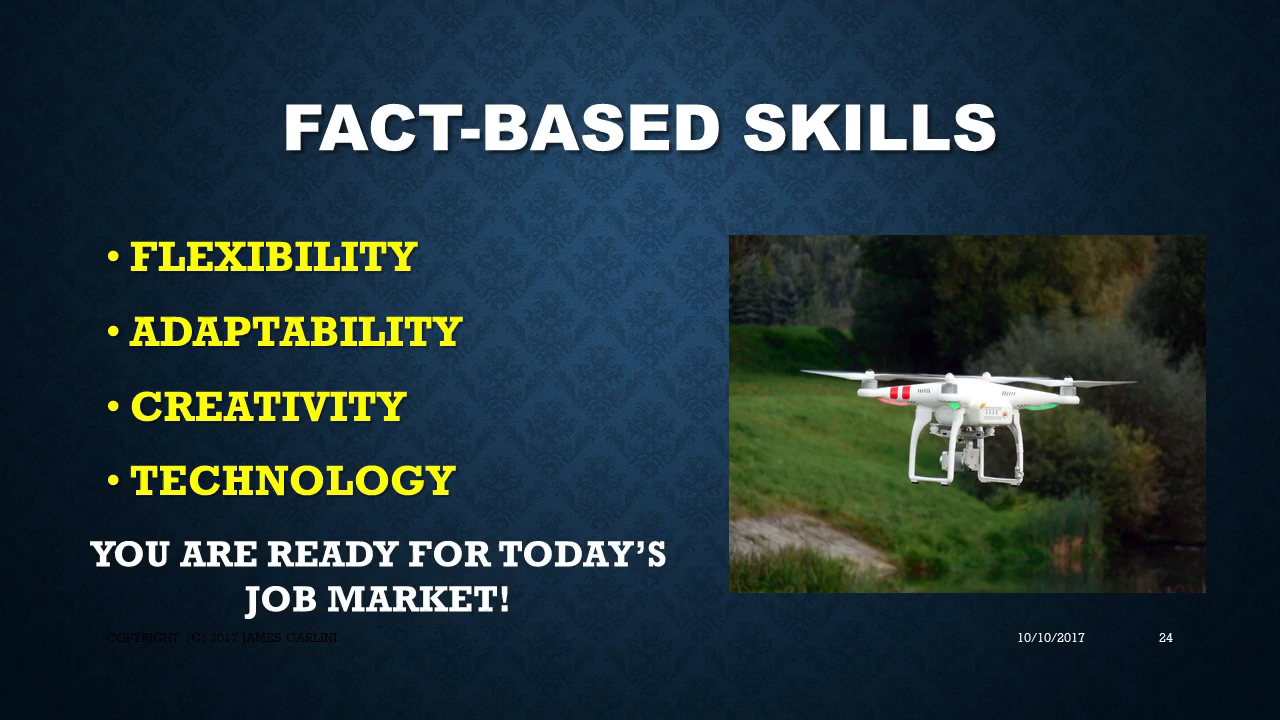 FACT-BASED SKILLS
• FLEXIBILITY
• ADAPTABILITY
• CREATIVITY
• TECHNOLOGY
YOU ARE READY FOR TODAY’S
JOB MARKET!
COPYRIGHT (C) 2017 JAMES CARLINI
10/10/2017
24